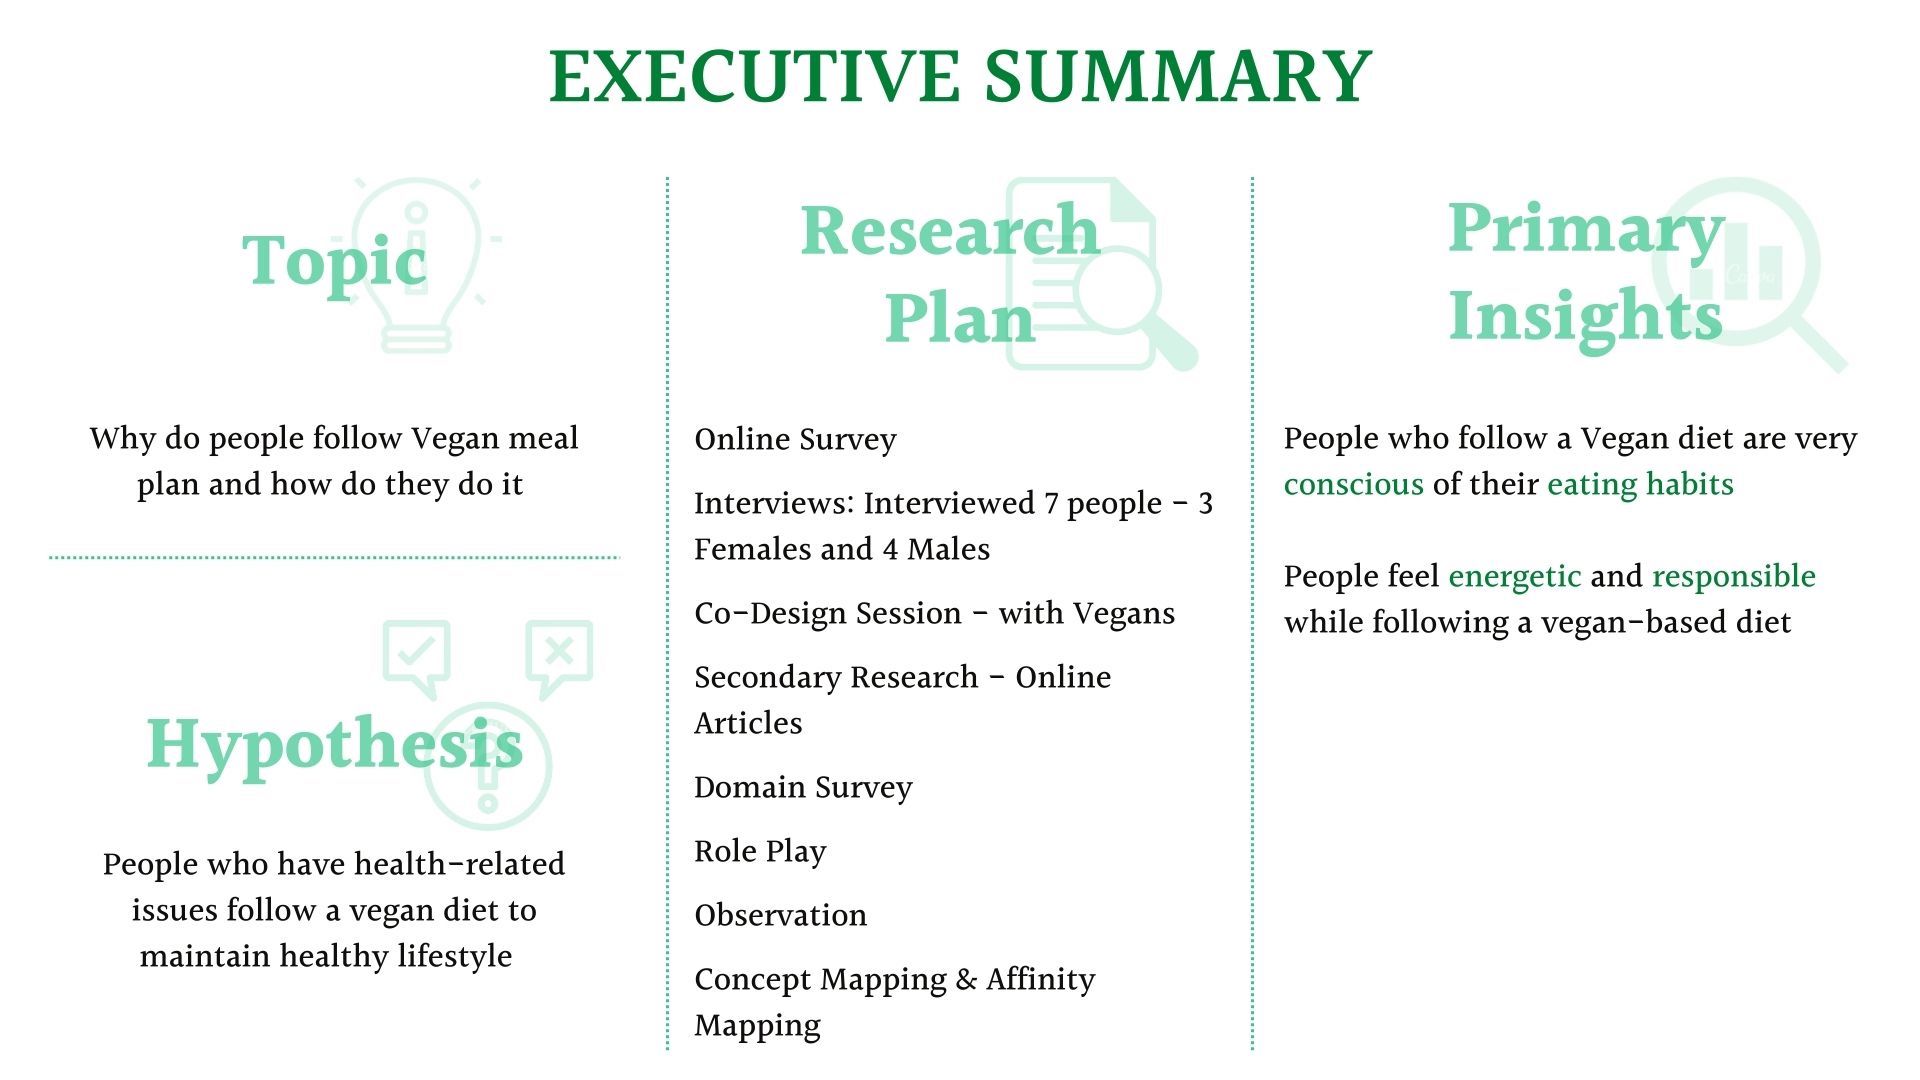 EXECUTIVE SUMMARY
Topic
Why do people follow Vegan meal
plan and how do they do it
Hypothesis
People who have health-related
issues follow a vegan diet to
maintain healthy lifestyle
Research
Plan
Online Survey
Interviews: Interviewed 7 people - 3
Females and 4 Males
Co-Design Session - with Vegans
Secondary Research - Online
Articles
Domain Survey
Role Play
Observation
Concept Mapping & Affinity
Mapping
Primary
Insights
Canva
People who follow a Vegan diet are very
conscious of their eating habits
People feel energetic and responsible
while following a vegan-based diet